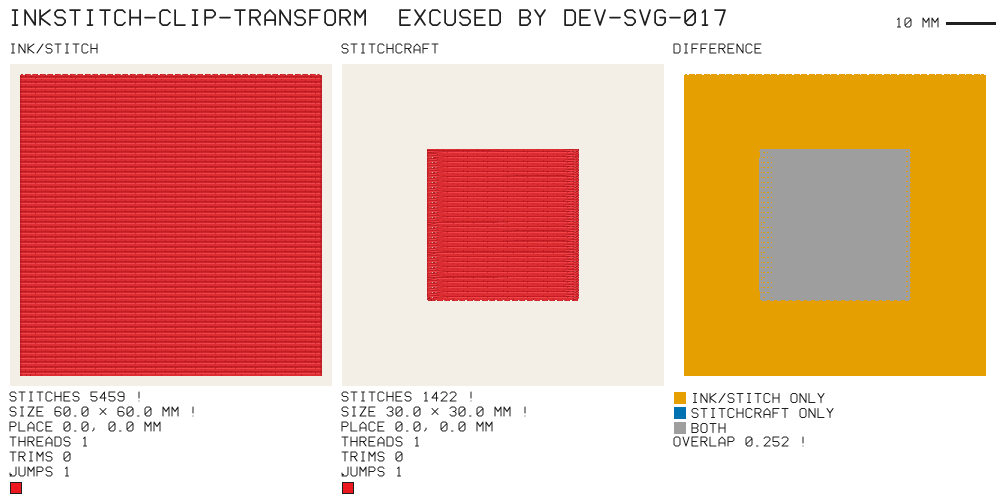 INKSTITCH-CLIP-TRANSFORM  EXCUSED BY DEV-SVG-017
10 MM
INK/STITCH
STITCHCRAFT
DIFFERENCE
STITCHES 5459 !
SIZE 60.0 × 60.0 MM !
PLACE 0.0, 0.0 MM
THREADS 1
TRIMS 0
JUMPS 1
STITCHES 1422 !
SIZE 30.0 × 30.0 MM !
PLACE 0.0, 0.0 MM
THREADS 1
TRIMS 0
JUMPS 1
INK/STITCH ONLY
STITCHCRAFT ONLY
BOTH
OVERLAP 0.252 !